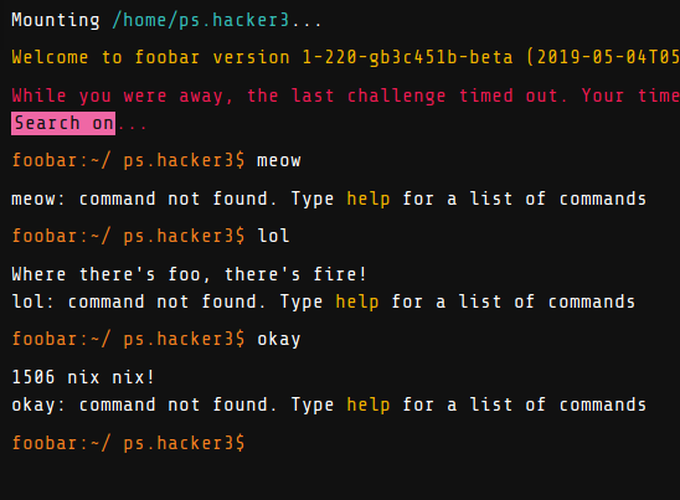 Mounting /home/ps.hacker3...
Welcome to foobar version 1-220-gb3c451b-beta (2019-05-04T05
While you were away, the last challenge timed out. Your time
Search on...
foobar:~/ ps.hacker3$ meow
meow: command not found. Type help for a list of commands
foobar:~/ ps.hacker3$ lol
Where there's foo, there's fire!
lol: command not found. Type help for a list of commands
foobar:~/ ps.hacker3$ okay
1506 nix nix!
okay: command not found. Type help for a list of commands
foobar:~/ ps.hacker3$